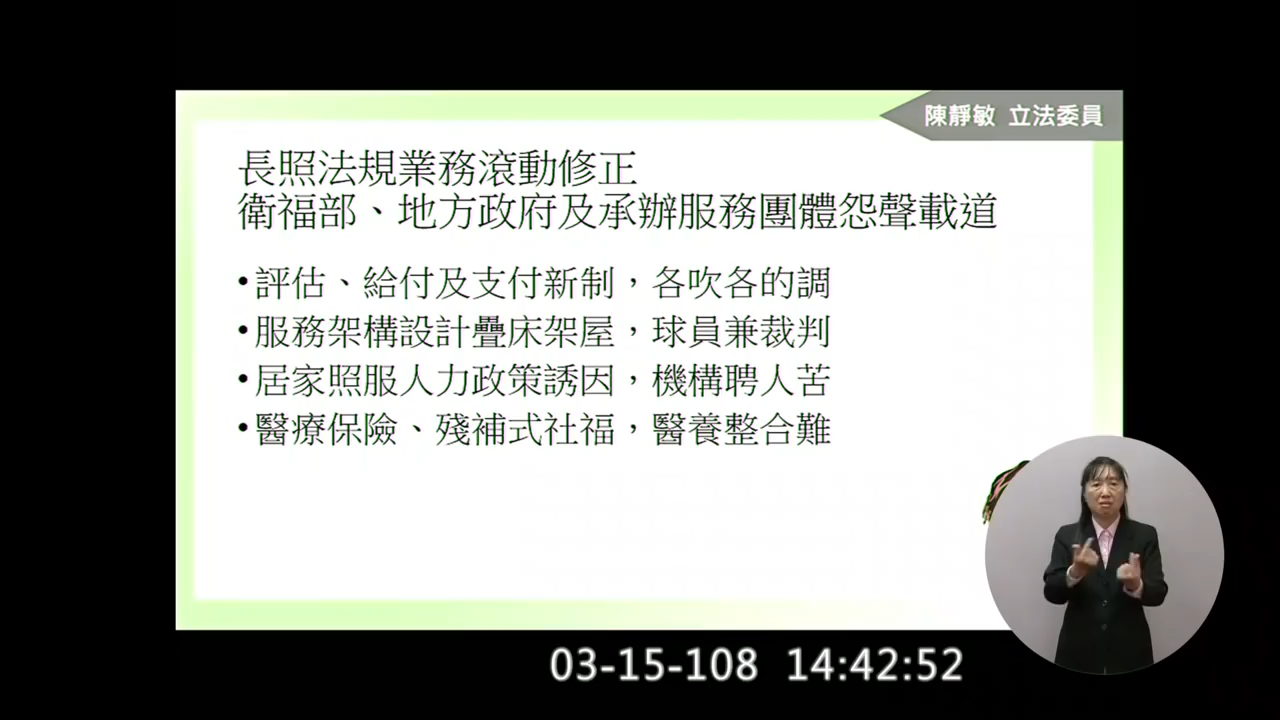 陳靜敏 立法委員
長照法規業務滾動修正
衛福部、地方政府及承辦服務團體怨聲載道
•評估、給付及支付新制，各吹各的調
•服務架構設計疊床架屋，球員兼裁判
•居家照服人力政策誘因，機構聘人苦
•醫療保險、殘補式社福，醫養整合難
03-15-108 14:42:52